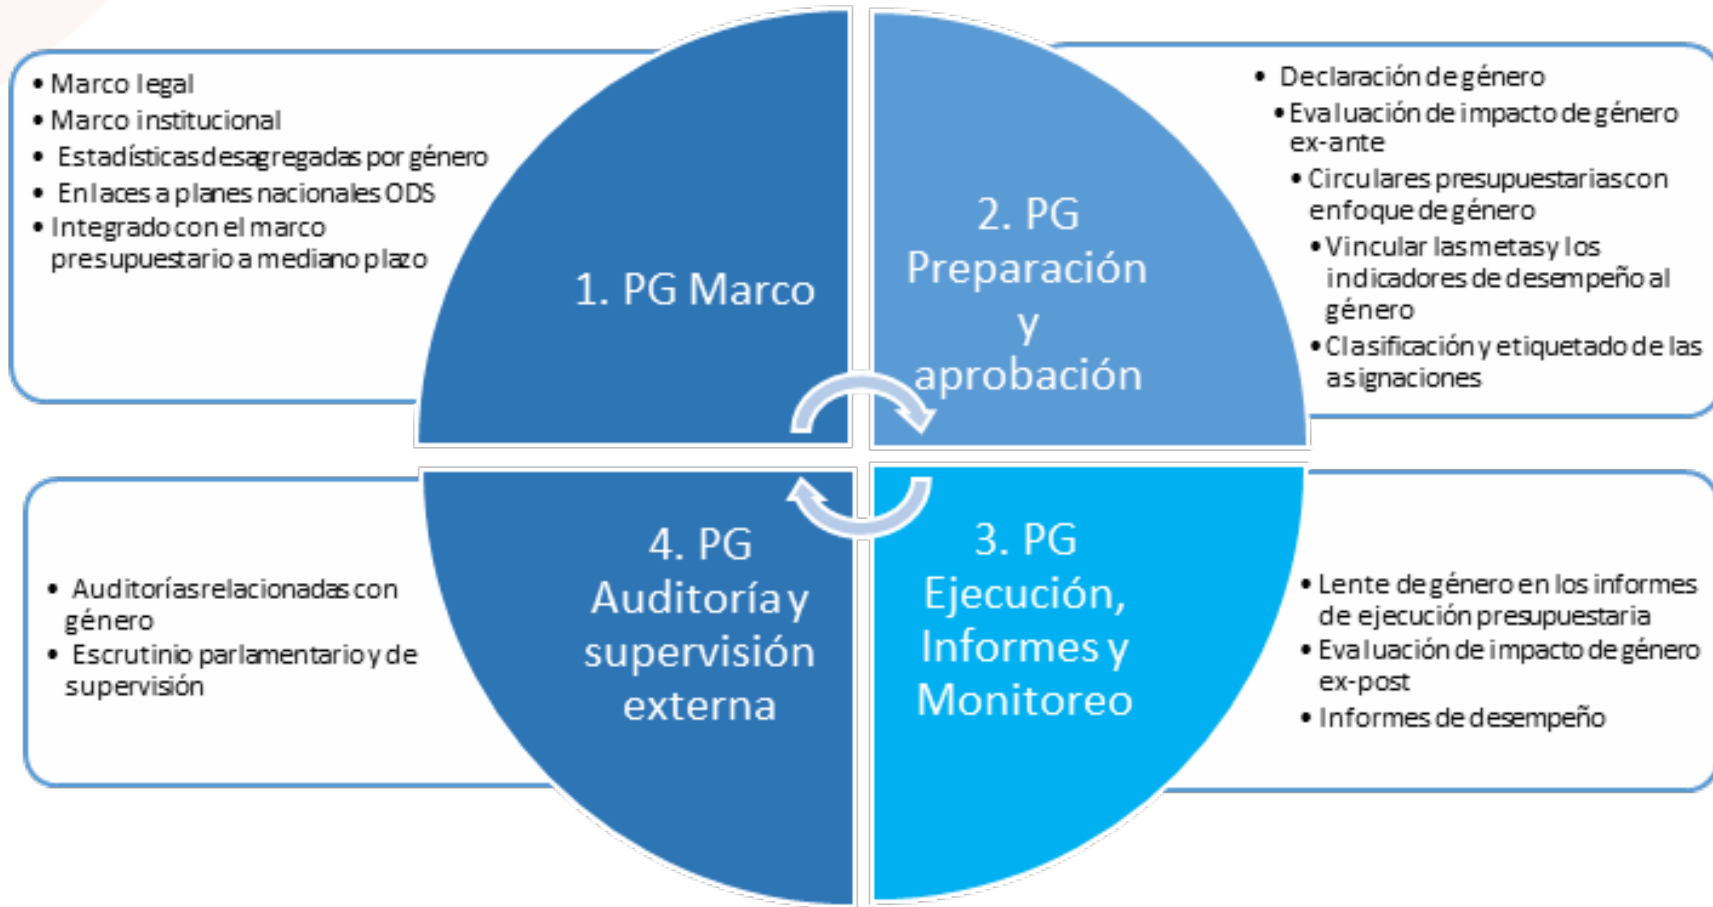 • Marco legal
• Marco institucional
• Estadísticas desagregadas por género
• Enlaces a planes nacionales ODS
• Integrado con el marco
presupuestario a mediano plazo
1. PG Marco
2. PG
Preparación
y
aprobación
• Declaración de género
• Evaluación de impacto de género
ex-ante
• Circulares presupuestarias con
enfoque de género
• Vincular las metas y los
indicadores de desempeño al
género
• Clasificación y etiquetado de las
asignaciones
• Auditorías relacionadas con
género
• Escrutinio parlamentario y de
supervisión
4. PG
Auditoría y
supervisión
externa
3. PG
Ejecución,
Informes y
Monitoreo
• Lente de género en los informes
de ejecución presupuestaria
• Evaluación de impacto de género
ex-post
• Informes de desempeño